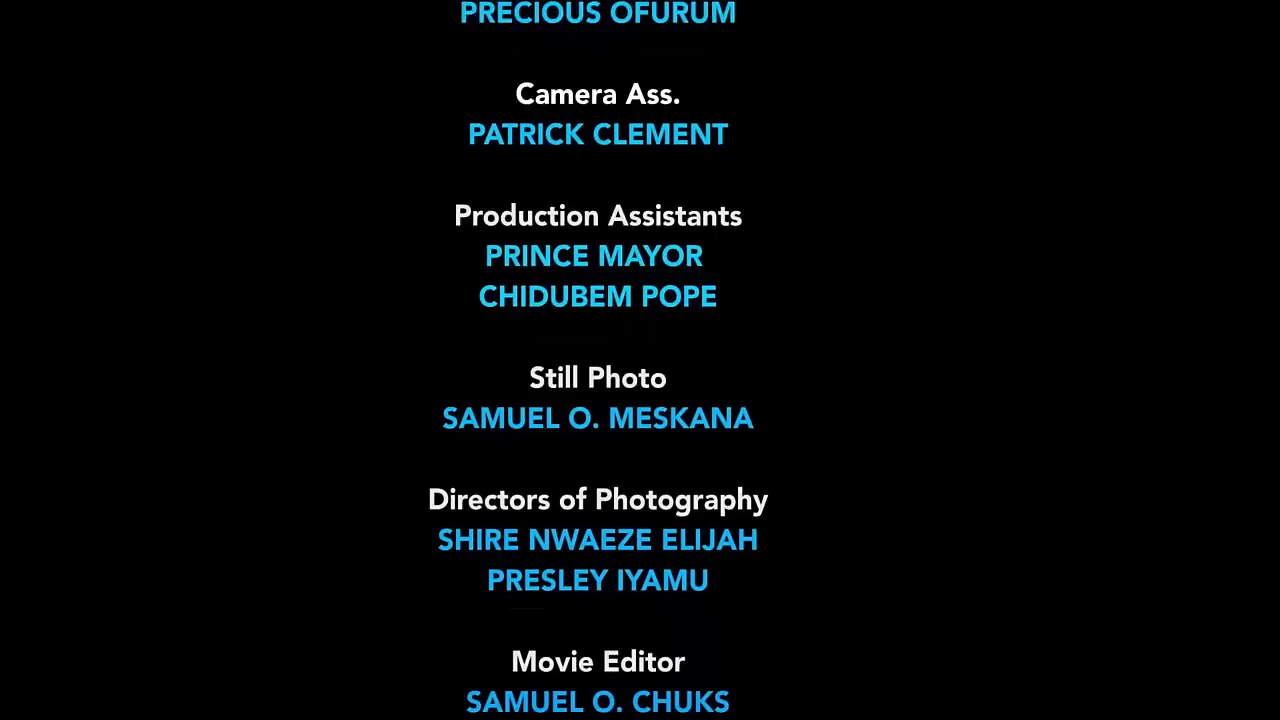 PRECIOUS OFURUM
Camera Ass.
PATRICK CLEMENT
Production Assistants
PRINCE MAYOR
CHIDUBEM POPE
Still Photo
SAMUEL O. MESKANA
Directors of Photography
SHIRE NWAEZE ELIJAH
PRESLEY IYAMU
Movie Editor
SAMUEL O. CHUKS